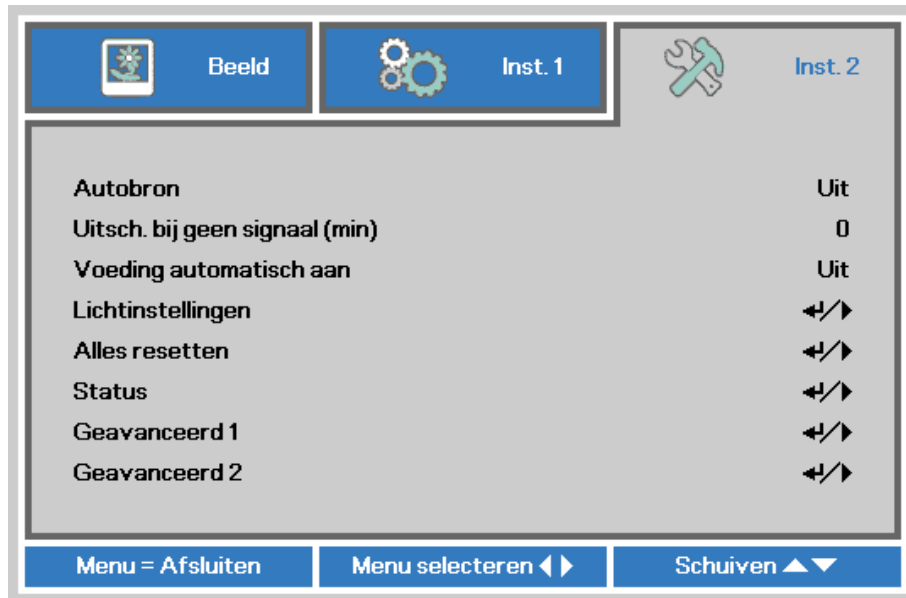 Beeld
Inst. 1
Inst. 2
Autobron Uit
Uitsch. bij geen signaal (min) 0
Voeding automatisch aan Uit
Lichtinstellingen ↵/▶
Alles resetten ↵/▶
Status ↵/▶
Geavanceerd 1 ↵/▶
Geavanceerd 2 ↵/▶
Menu = Afsluiten
Menu selecteren ◀▶
Schuiven ▲▼